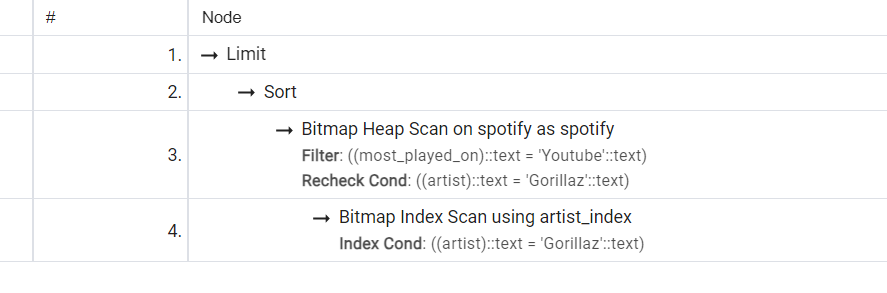 # Node
1. → Limit
2. → Sort
3. → Bitmap Heap Scan on spotify as spotify
Filter: ((most_played_on)::text = 'Youtube'::text)
Recheck Cond: ((artist)::text = 'Gorillaz'::text)
4. → Bitmap Index Scan using artist_index
Index Cond: ((artist)::text = 'Gorillaz'::text)